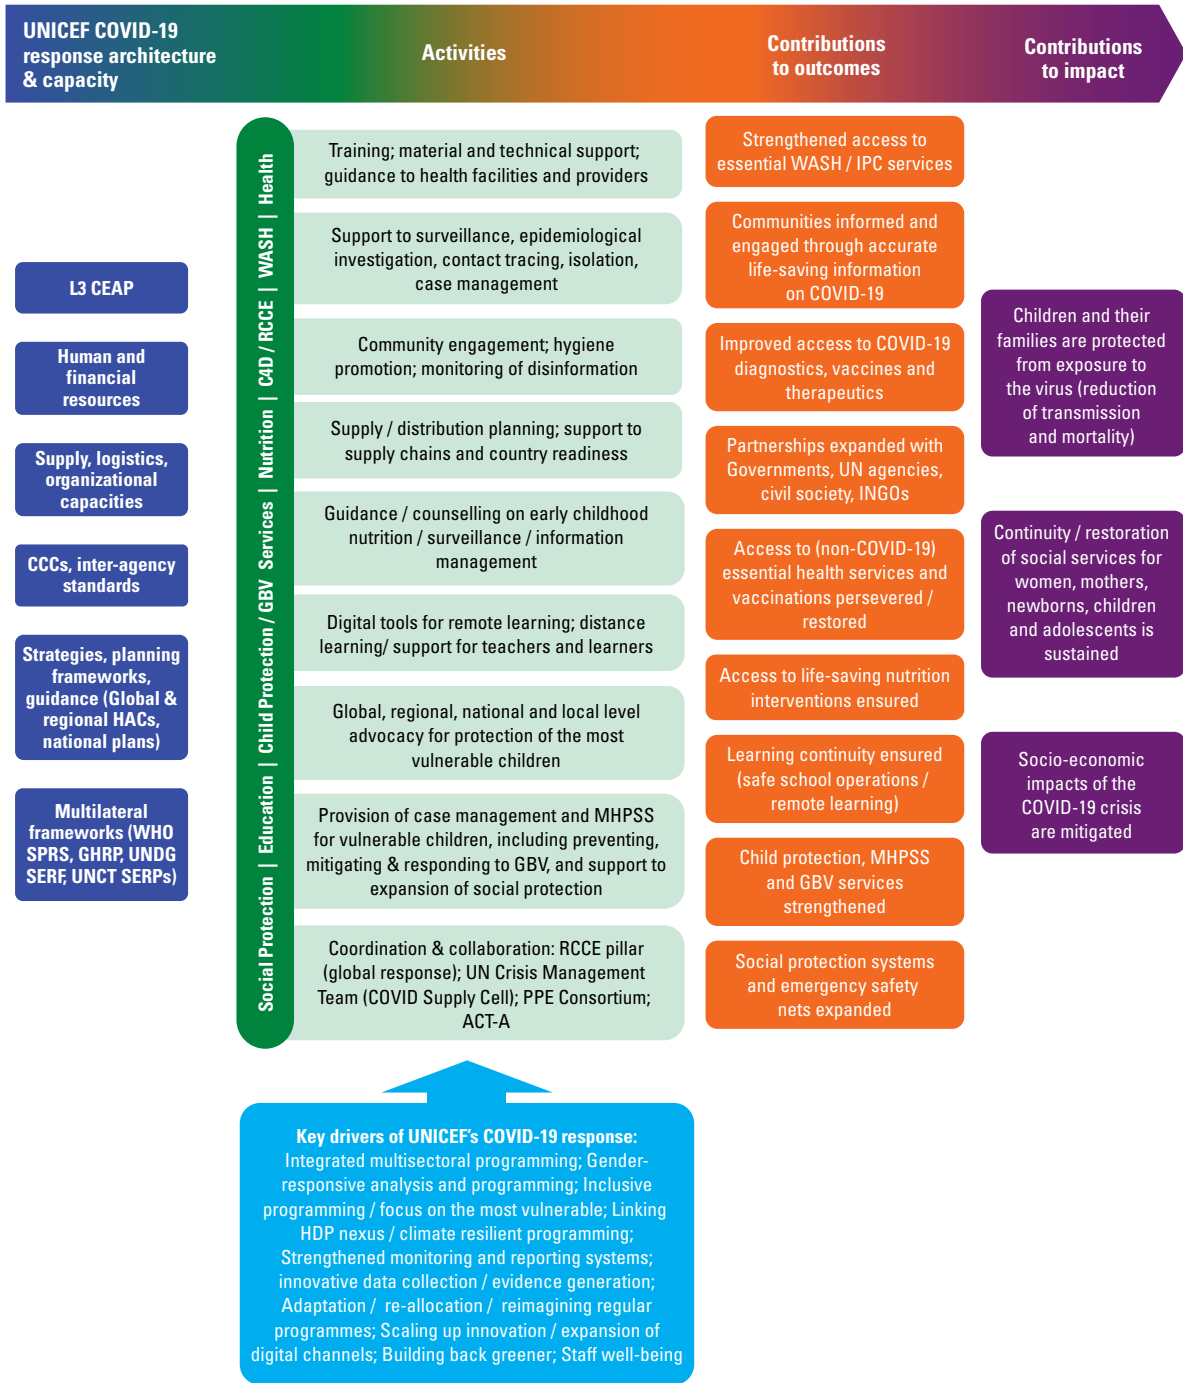 UNICEF COVID-19
response architecture
& capacity
Activities
Contributions
to outcomes
Contributions
to impact
L3 CEAP
Human and
financial
resources
Supply, logistics,
organizational
capacities
CCCs, inter-agency
standards
Strategies, planning
frameworks,
guidance (Global &
regional HACs,
national plans)
Multilateral
frameworks (WHO
SPRS, GHRP, UNDG
SERF, UNCT SERPs)
Social Protection | Education | Child Protection / GBV Services | Nutrition | C4D / RCCE | WASH | Health
Training; material and technical support;
guidance to health facilities and providers
Support to surveillance, epidemiological
investigation, contact tracing, isolation,
case management
Community engagement; hygiene
promotion; monitoring of disinformation
Supply / distribution planning; support to
supply chains and country readiness
Guidance / counselling on early childhood
nutrition / surveillance / information
management
Digital tools for remote learning; distance
learning/ support for teachers and learners
Global, regional, national and local level
advocacy for protection of the most
vulnerable children
Provision of case management and MHPSS
for vulnerable children, including preventing,
mitigating & responding to GBV, and support to
expansion of social protection
Coordination & collaboration: RCCE pillar
(global response); UN Crisis Management
Team (COVID Supply Cell); PPE Consortium;
ACT-A
Strengthened access to
essential WASH / IPC services
Communities informed and
engaged through accurate
life-saving information
on COVID-19
Improved access to COVID-19
diagnostics, vaccines and
therapeutics
Partnerships expanded with
Governments, UN agencies,
civil society, INGOs
Access to (non-COVID-19)
essential health services and
vaccinations persevered /
restored
Access to life-saving nutrition
interventions ensured
Learning continuity ensured
(safe school operations /
remote learning)
Child protection, MHPSS
and GBV services
strengthened
Social protection systems
and emergency safety
nets expanded
Children and their
families are protected
from exposure to
the virus (reduction
of transmission
and mortality)
Continuity / restoration
of social services for
women, mothers,
newborns, children
and adolescents is
sustained
Socio-economic
impacts of the
COVID-19 crisis
are mitigated
Key drivers of UNICEF's COVID-19 response:
Integrated multisectoral programming; Gender-
responsive analysis and programming; Inclusive
programming / focus on the most vulnerable; Linking
HDP nexus / climate resilient programming;
Strengthened monitoring and reporting systems;
innovative data collection / evidence generation;
Adaptation / re-allocation / reimagining regular
programmes; Scaling up innovation / expansion of
digital channels; Building back greener; Staff well-being